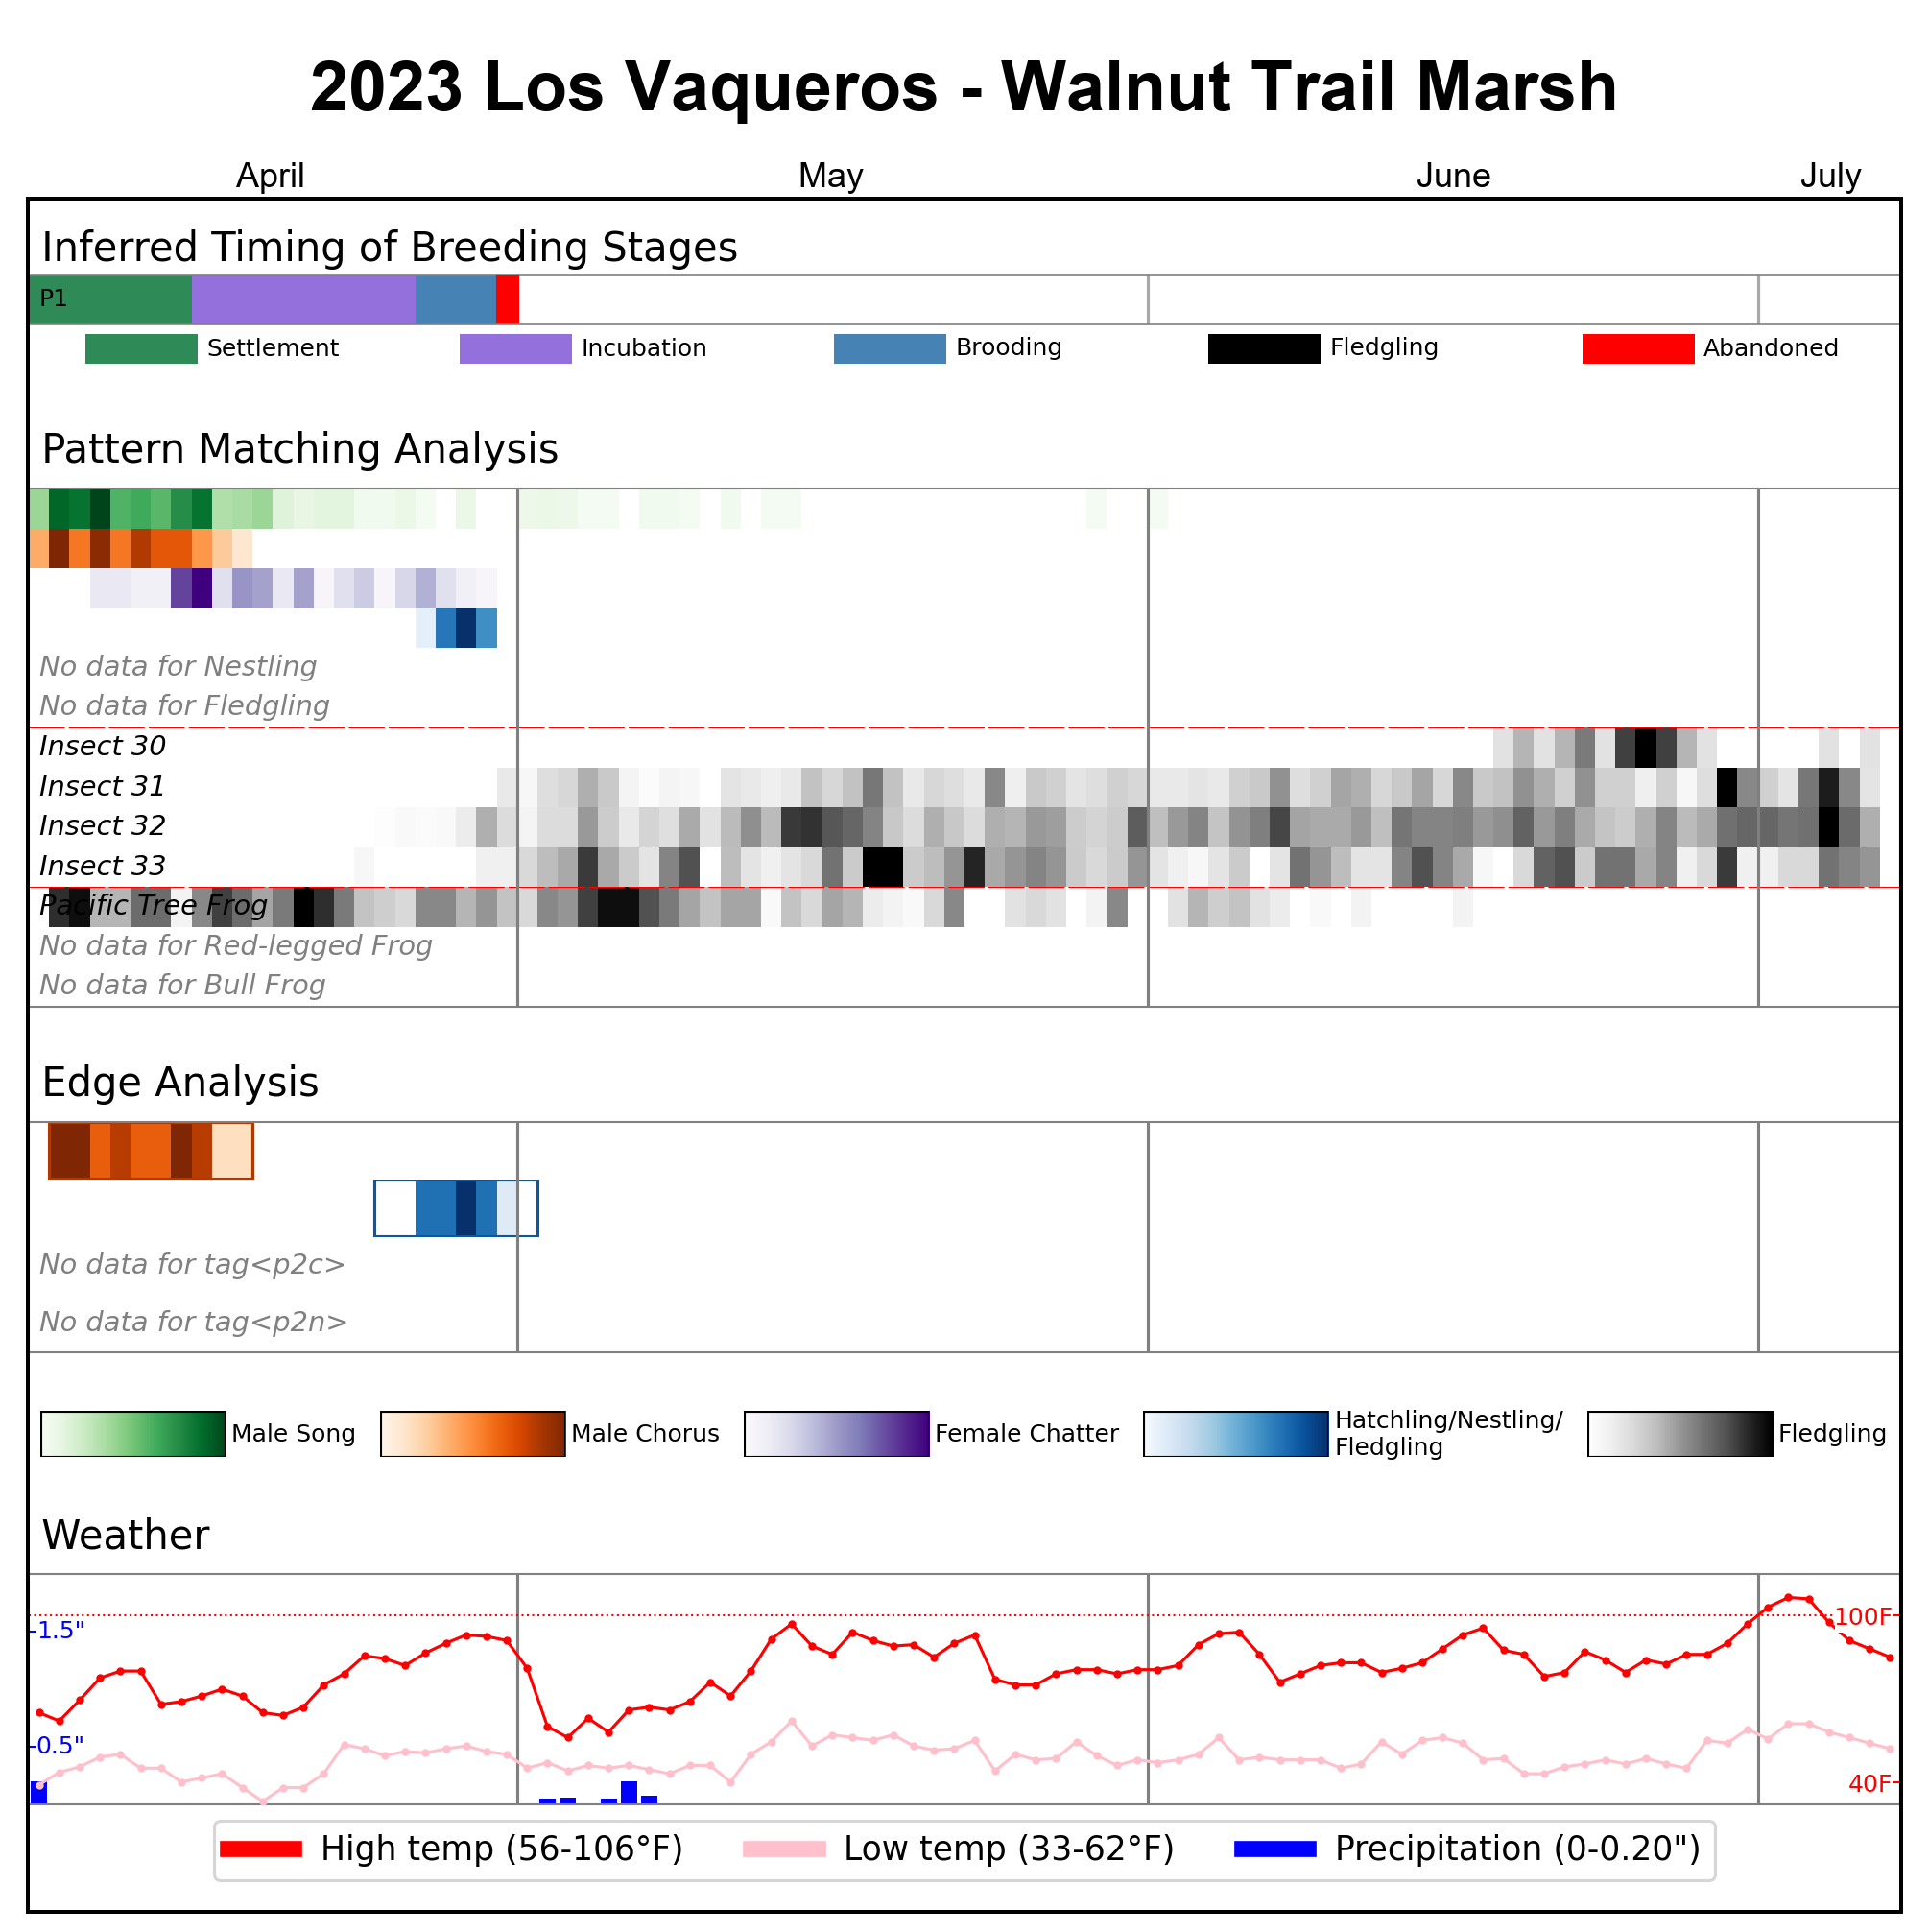 2023 Los Vaqueros - Walnut Trail Marsh
April May June July
Inferred Timing of Breeding Stages
P1
Settlement Incubation Brooding Fledgling Abandoned
Pattern Matching Analysis
No data for Nestling
No data for Fledgling
Insect 30
Insect 31
Insect 32
Insect 33
Pacific Tree Frog
No data for Red-legged Frog
No data for Bull Frog
Edge Analysis
No data for tag<p2c>
No data for tag<p2n>
Male Song Male Chorus Female Chatter Hatchling/Nestling/
Fledgling Fledgling
Weather
100F
1.5"
0.5"
40F
High temp (56-106°F) Low temp (33-62°F) Precipitation (0-0.20")